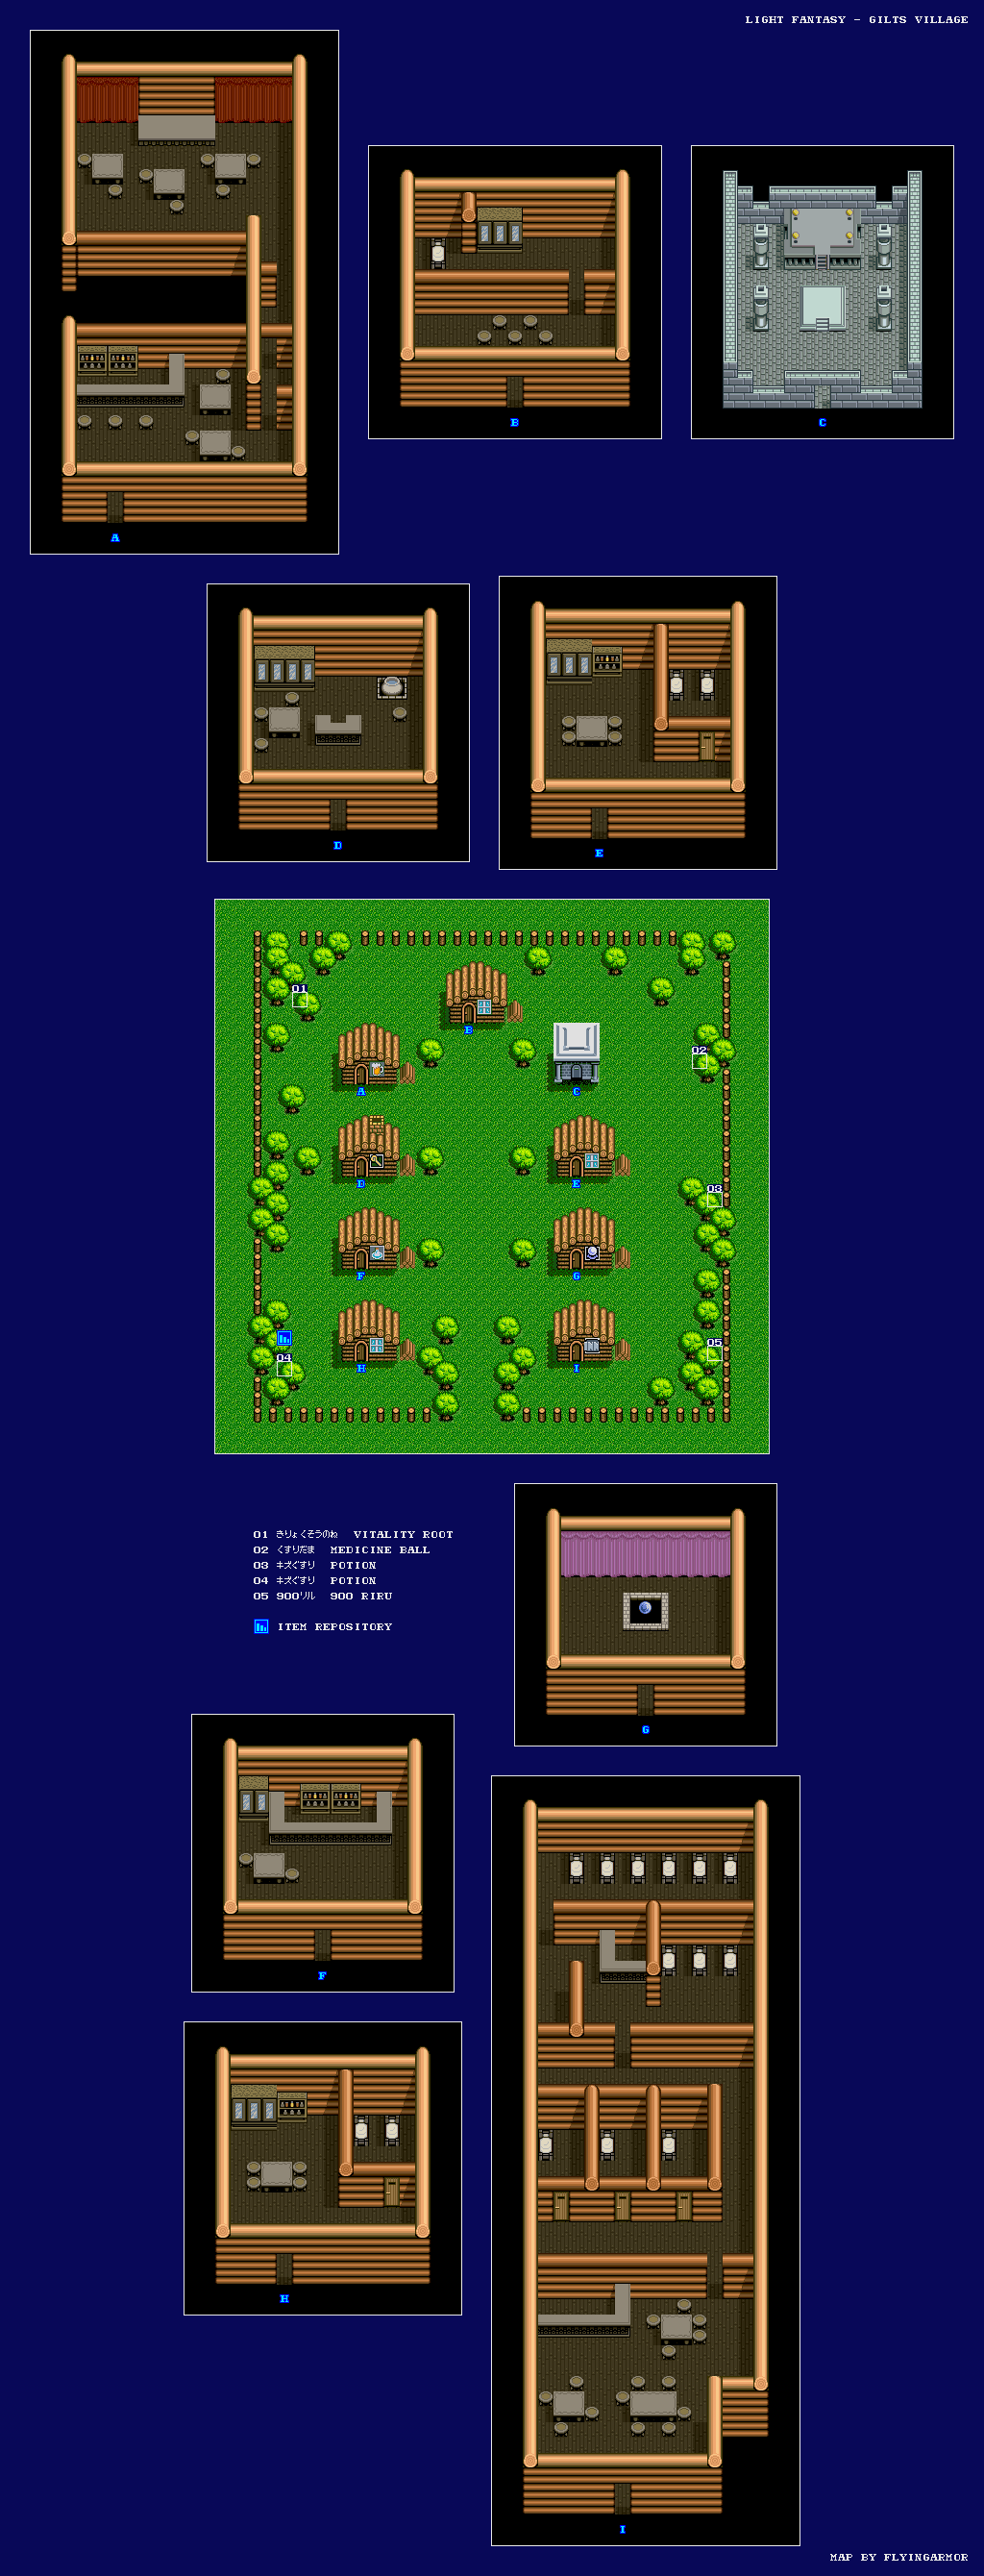 LIGHT FANTASY - GILTS VILLAGE
A
B
C
D
E
01
B
02
A
C
D
E
03
F
G
INN
05
04
H
I
01 きりょくそうのね VITALITY ROOT
02 くすりだま MEDICINE BALL
03 キズぐすり POTION
04 キズぐすり POTION
05 900リル 900 RIRU
ITEM REPOSITORY
G
F
H
I
MAP BY FLYINGARMOR